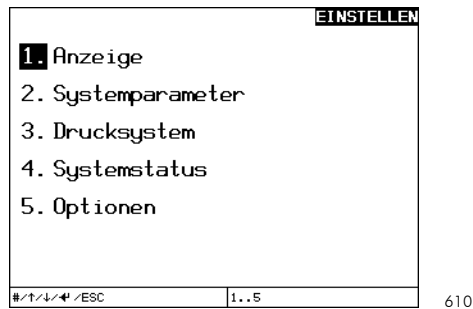 EINSTELLEN
1. Anzeige
2. Systemparameter
3. Drucksystem
4. Systemstatus
5. Optionen
#/↑/↓/↵ /ESC 1..5
610